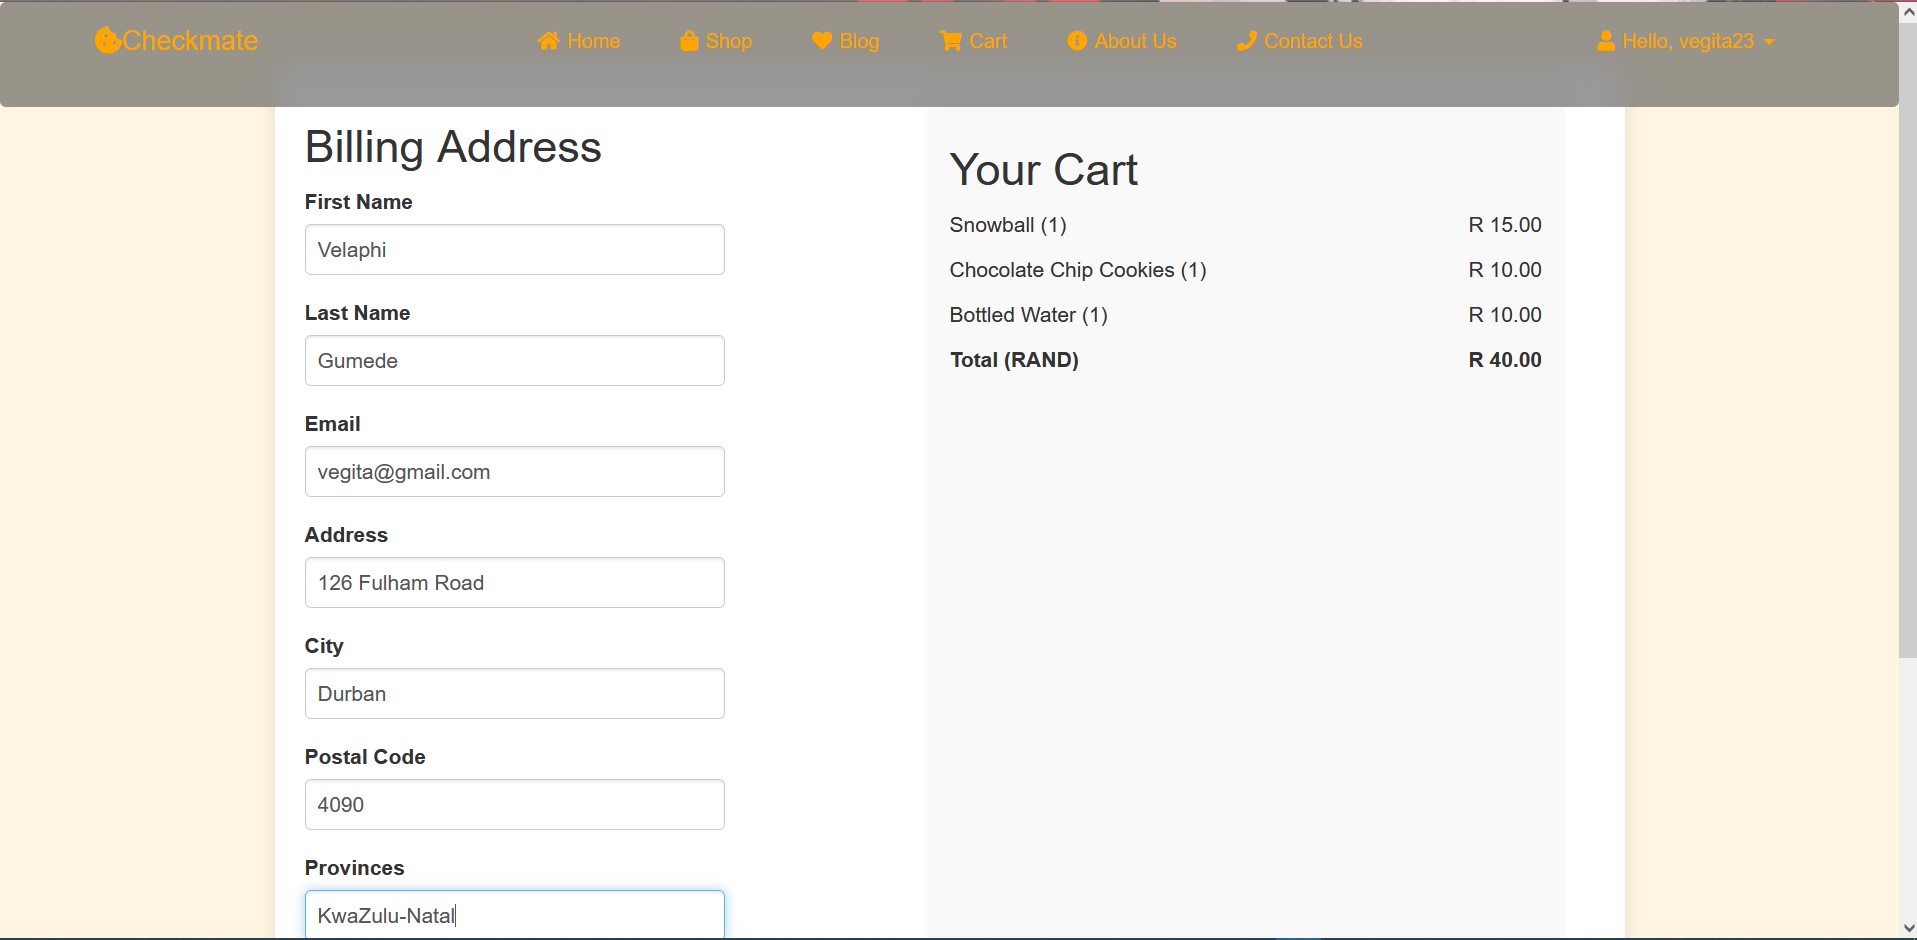 Checkmate
Home Shop Blog Cart About Us Contact Us
Hello, vegita23
Billing Address
First Name
Velaphi
Last Name
Gumede
Email
vegita@gmail.com
Address
126 Fulham Road
City
Durban
Postal Code
4090
Provinces
KwaZulu-Natal
Your Cart
Snowball (1) R 15.00
Chocolate Chip Cookies (1) R 10.00
Bottled Water (1) R 10.00
Total (RAND) R 40.00